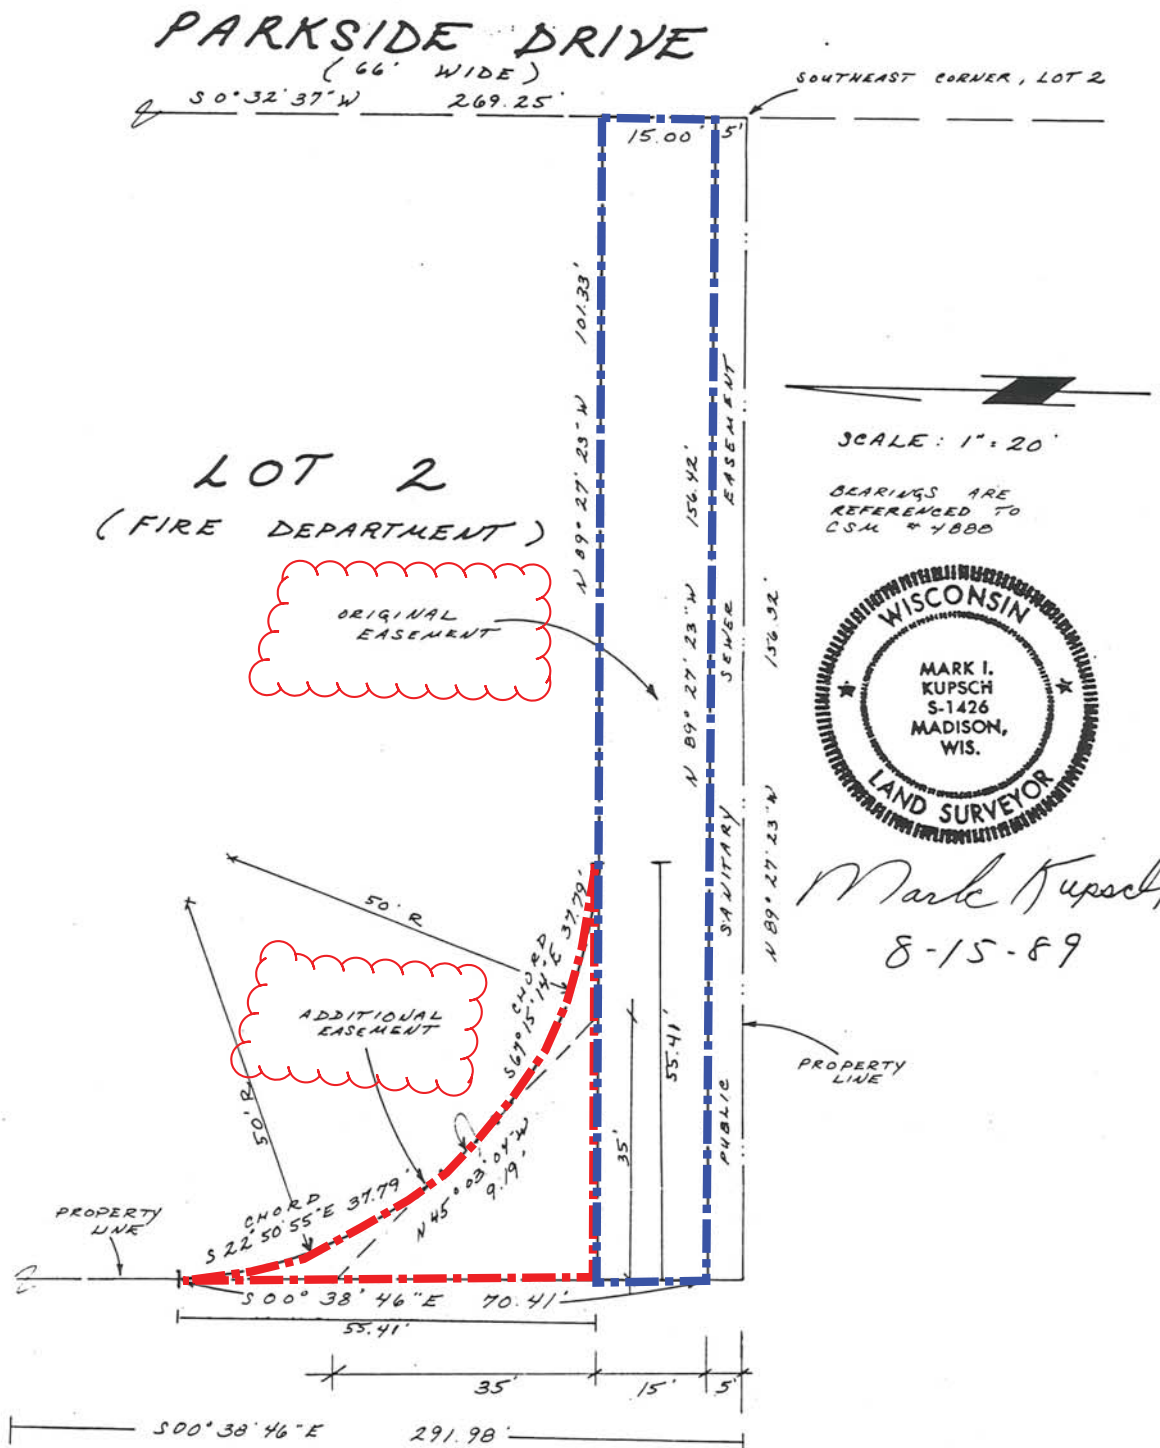 PARKSIDE DRIVE
(66' WIDE)
S 0° 32' 37" W 269.25'
SOUTHEAST CORNER, LOT 2
15.00' 5'
N 89° 27' 23" W 101.33'
LOT 2
(FIRE DEPARTMENT)
ORIGINAL
EASEMENT
N 89° 27' 23" W 156.42'
PUBLIC SANITARY SEWER EASEMENT
N 89° 27' 23" W 156.32'
SCALE: 1" = 20'
BEARINGS ARE
REFERENCED TO
CSM # 4888
WISCONSIN
MARK I.
KUPSCH
S-1426
MADISON,
WIS.
LAND SURVEYOR
Mark Kupsch
8-15-89
50' R
CHORD
S 67° 15' 14" E 37.79'
ADDITIONAL
EASEMENT
50' R
55.41'
35'
PROPERTY
LINE
N 45° 03' 04" W
9.19'
CHORD
S 22° 50' 55" E 37.79'
PROPERTY
LINE
S 00° 38' 46" E 70.41'
55.41'
35' 15' 5'
S 00° 38' 46" E 291.98'